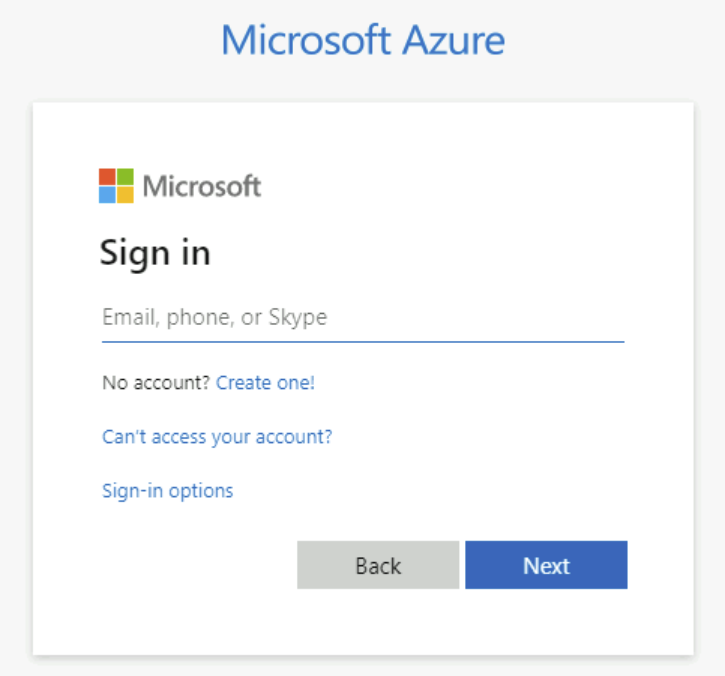 Microsoft Azure
Microsoft
Sign in
Email, phone, or Skype
No account? Create one!
Can't access your account?
Sign-in options
Back Next